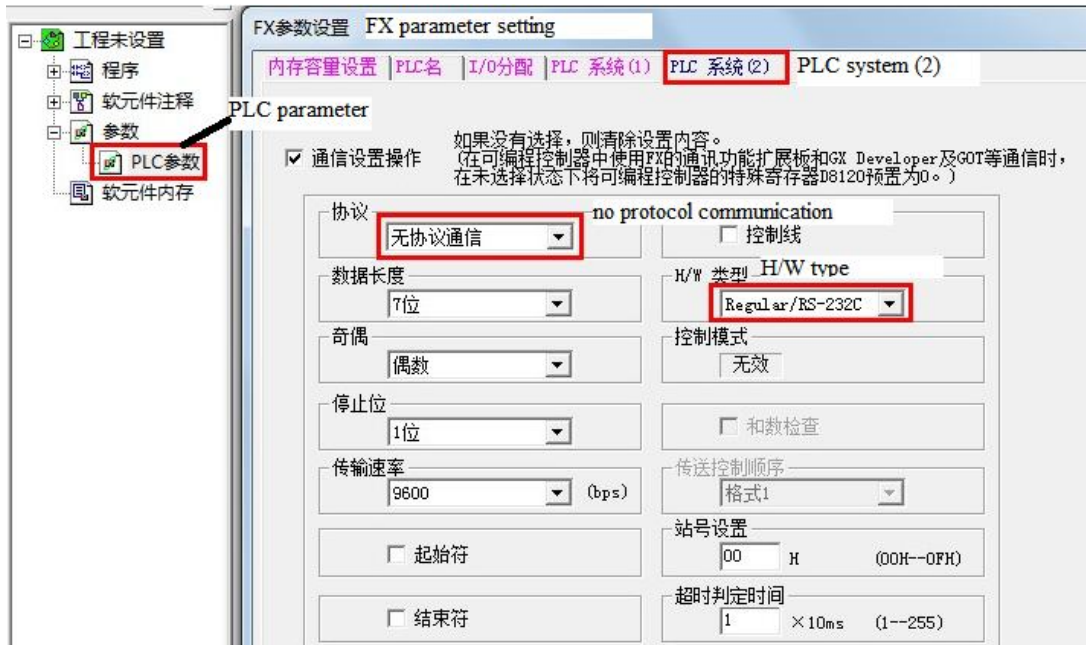 工程未设置
程序
软元件注释
参数
PLC参数
软元件内存
PLC parameter
FX参数设置 FX parameter setting
内存容量设置 PLC名 I/O分配 PLC 系统(1) PLC 系统(2) PLC system (2)
通信设置操作
如果没有选择，则清除设置内容。
(在可编程控制器中使用FX的通讯功能扩展板和GX Developer及GOT等通信时，
在未选择状态下将可编程控制器的特殊寄存器D8120预置为0。)
协议 no protocol communication
无协议通信
控制线
数据长度
7位
H/W 类型 H/W type
Regular/RS-232C
奇偶
偶数
控制模式
无效
停止位
1位
和数检查
传输速率
9600 (bps)
传送控制顺序
格式1
起始符
站号设置
00 H (00H--0FH)
结束符
超时判定时间
1 ×10ms (1--255)